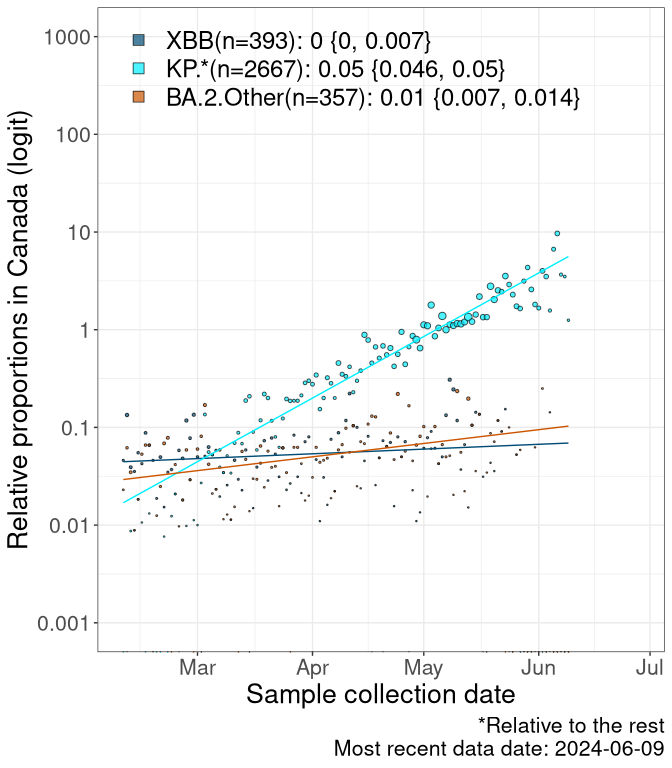 XBB(n=393): 0 {0, 0.007}
KP.*(n=2667): 0.05 {0.046, 0.05}
BA.2.Other(n=357): 0.01 {0.007, 0.014}
Relative proportions in Canada (logit)
1000
100
10
1
0.1
0.01
0.001
Mar Apr May Jun Jul
Sample collection date
*Relative to the rest
Most recent data date: 2024-06-09